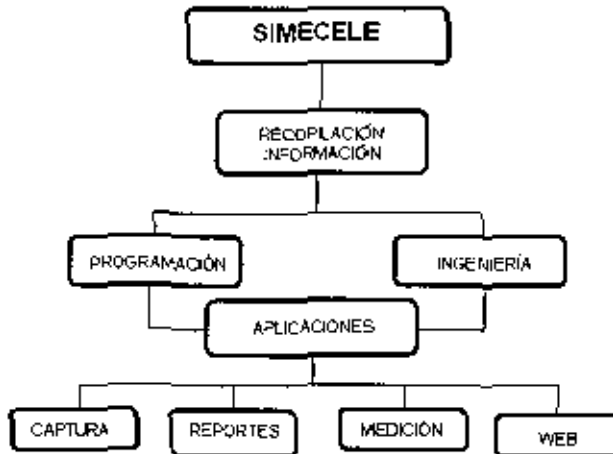 SIMECELE
RECOPILACIÓN
INFORMACIÓN
PROGRAMACIÓN
INGENIERÍA
APLICACIONES
CAPTURA
REPORTES
MEDICIÓN
WEB